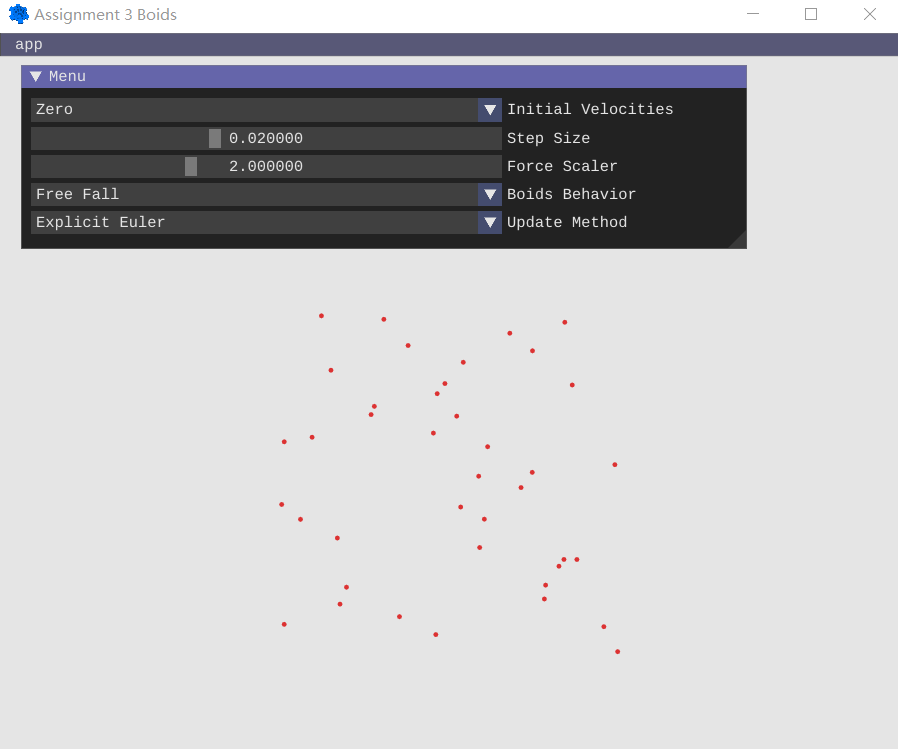 Assignment 3 Boids
app
Menu
Zero Initial Velocities
0.020000 Step Size
2.000000 Force Scaler
Free Fall Boids Behavior
Explicit Euler Update Method